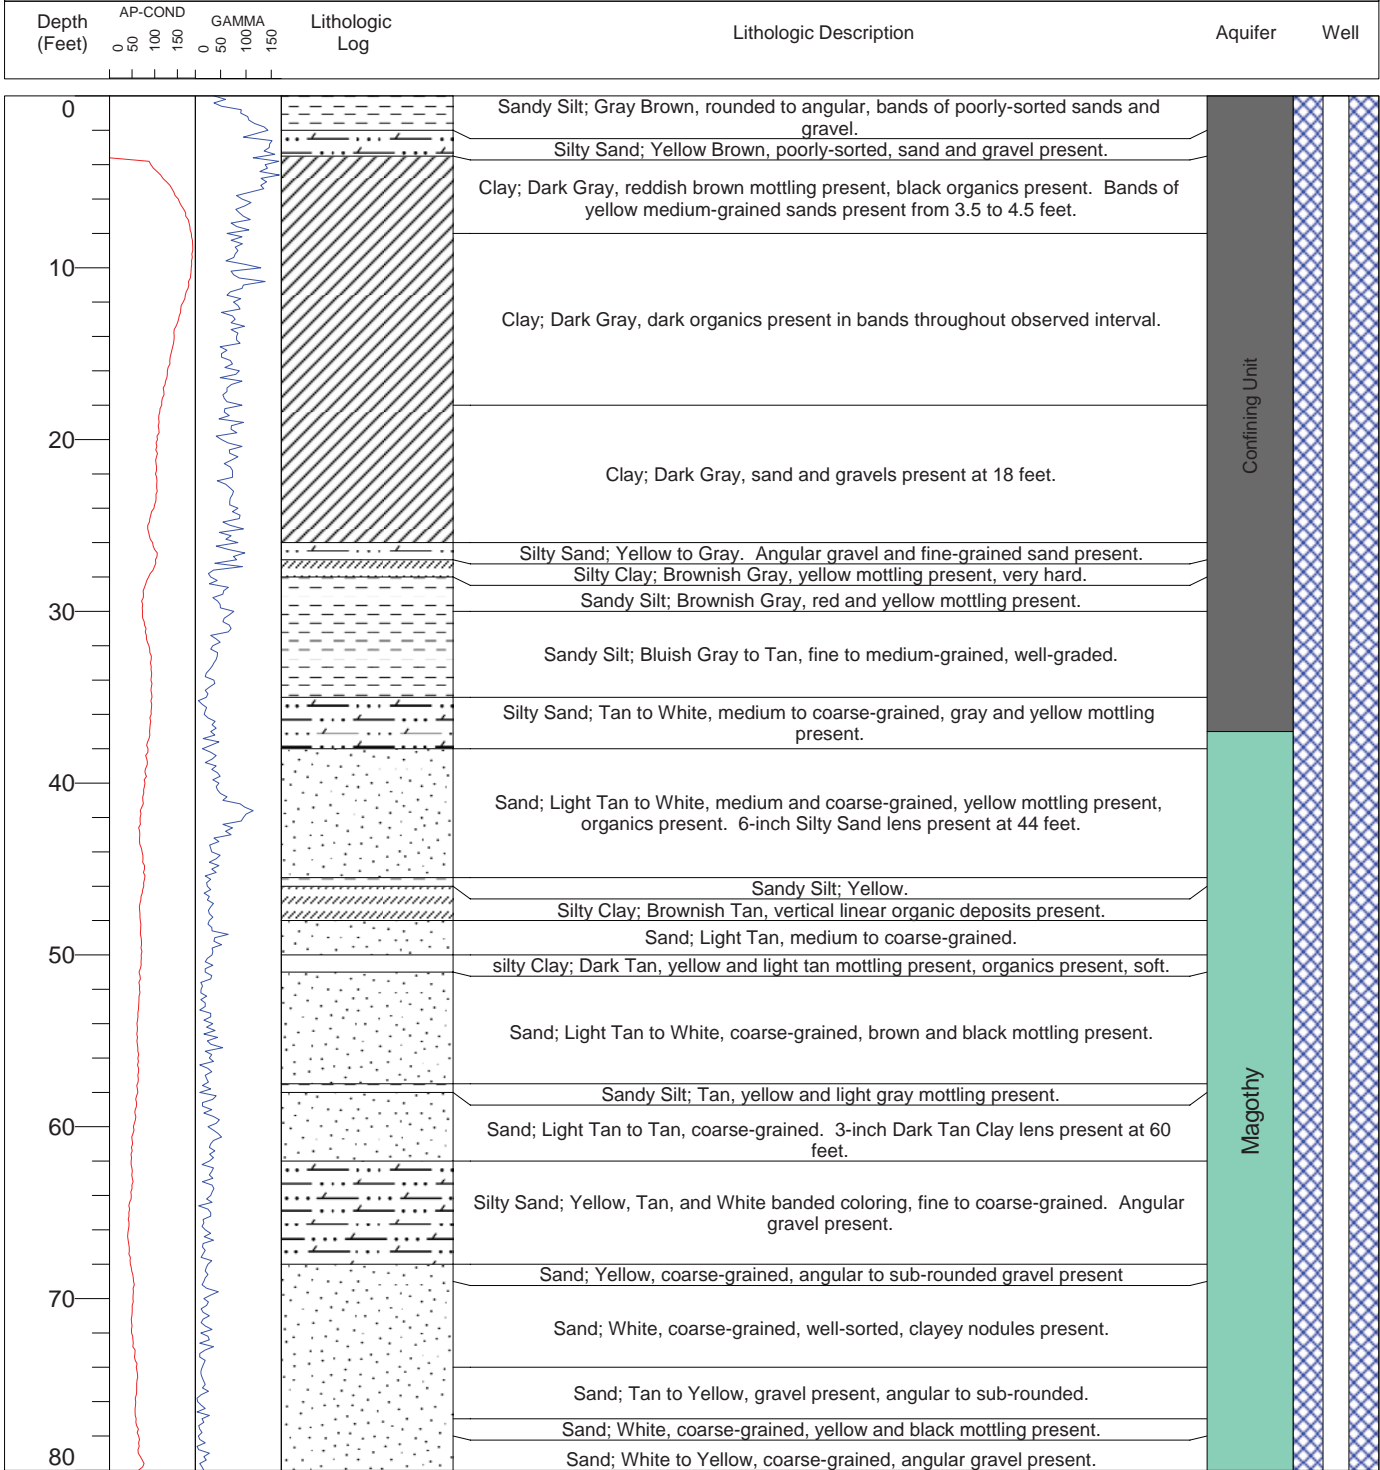 Depth
(Feet)
AP-COND
0 50 100 150
GAMMA
0 50 100 150
Lithologic
Log
Lithologic Description
Aquifer
Well
0
10
20
30
40
50
60
70
80
Sandy Silt; Gray Brown, rounded to angular, bands of poorly-sorted sands and
gravel.
Silty Sand; Yellow Brown, poorly-sorted, sand and gravel present.
Clay; Dark Gray, reddish brown mottling present, black organics present. Bands of
yellow medium-grained sands present from 3.5 to 4.5 feet.
Clay; Dark Gray, dark organics present in bands throughout observed interval.
Clay; Dark Gray, sand and gravels present at 18 feet.
Silty Sand; Yellow to Gray. Angular gravel and fine-grained sand present.
Silty Clay; Brownish Gray, yellow mottling present, very hard.
Sandy Silt; Brownish Gray, red and yellow mottling present.
Sandy Silt; Bluish Gray to Tan, fine to medium-grained, well-graded.
Silty Sand; Tan to White, medium to coarse-grained, gray and yellow mottling
present.
Sand; Light Tan to White, medium and coarse-grained, yellow mottling present,
organics present. 6-inch Silty Sand lens present at 44 feet.
Sandy Silt; Yellow.
Silty Clay; Brownish Tan, vertical linear organic deposits present.
Sand; Light Tan, medium to coarse-grained.
silty Clay; Dark Tan, yellow and light tan mottling present, organics present, soft.
Sand; Light Tan to White, coarse-grained, brown and black mottling present.
Sandy Silt; Tan, yellow and light gray mottling present.
Sand; Light Tan to Tan, coarse-grained. 3-inch Dark Tan Clay lens present at 60
feet.
Silty Sand; Yellow, Tan, and White banded coloring, fine to coarse-grained. Angular
gravel present.
Sand; Yellow, coarse-grained, angular to sub-rounded gravel present
Sand; White, coarse-grained, well-sorted, clayey nodules present.
Sand; Tan to Yellow, gravel present, angular to sub-rounded.
Sand; White, coarse-grained, yellow and black mottling present.
Sand; White to Yellow, coarse-grained, angular gravel present.
Confining Unit
Magothy